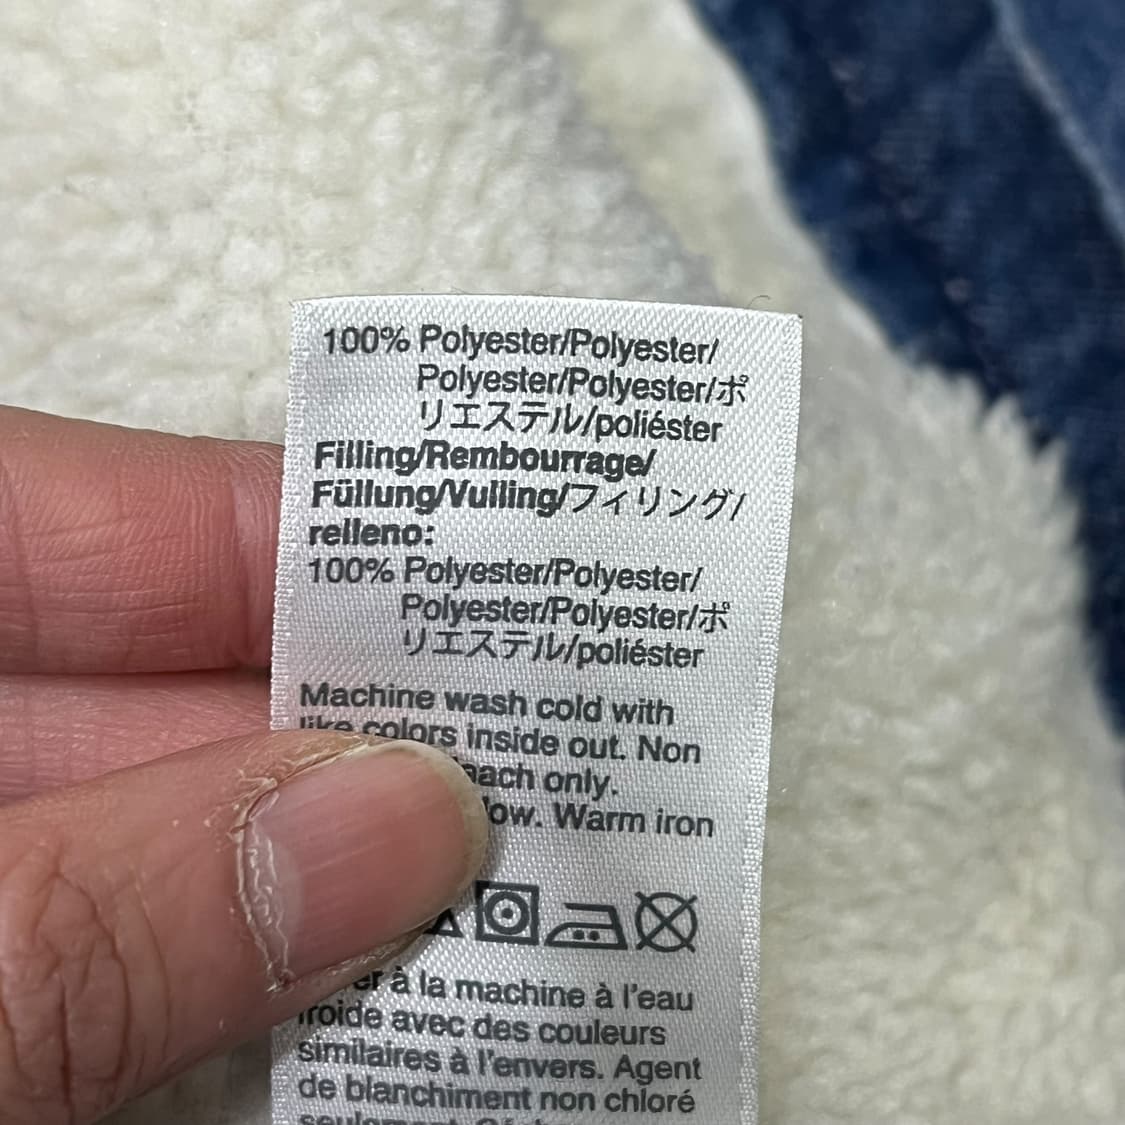 100% Polyester/Polyester/
Polyester/Polyester/ポ
リエステル/poliéster
Filling/Rembourrage/
Füllung/Vulling/フィリング/
relleno:
100% Polyester/Polyester/
Polyester/Polyester/ポ
リエステル/poliéster
Machine wash cold with
like colors inside out. Non
only.
low. Warm iron
à la machine à l'eau
froide avec des couleurs
similaires à l'envers. Agent
de blanchiment non chloré